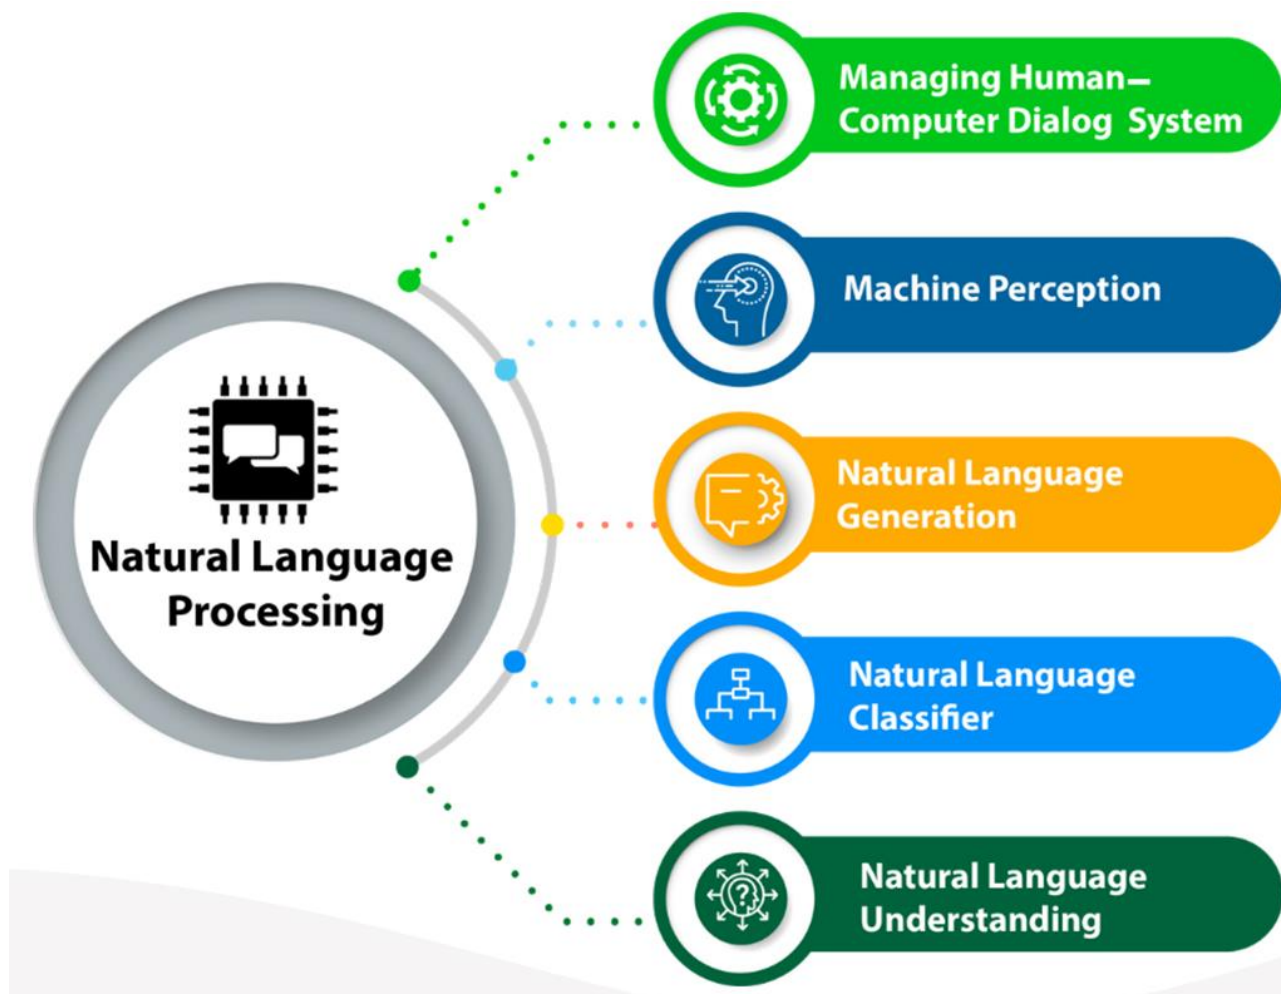 Natural Language
Processing
Managing Human–
Computer Dialog System
Machine Perception
Natural Language
Generation
Natural Language
Classifier
Natural Language
Understanding